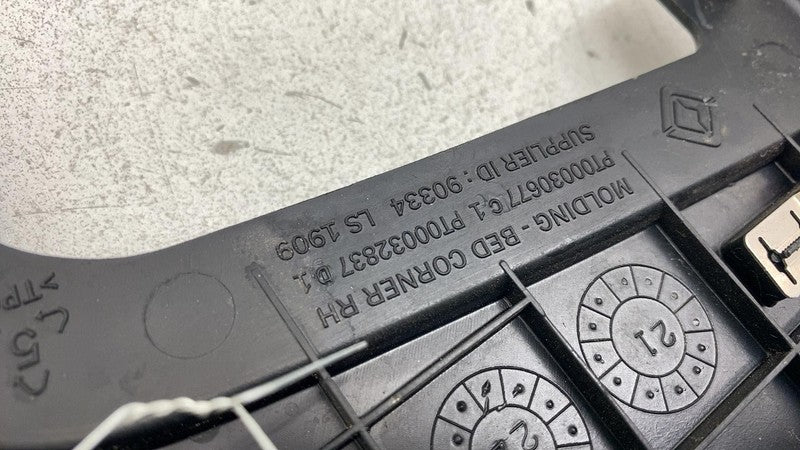 MOLDING - BED CORNER RH
PT00030677 C.1 PT00032837 D.1
SUPPLIER ID : 90334 LS 1909
21